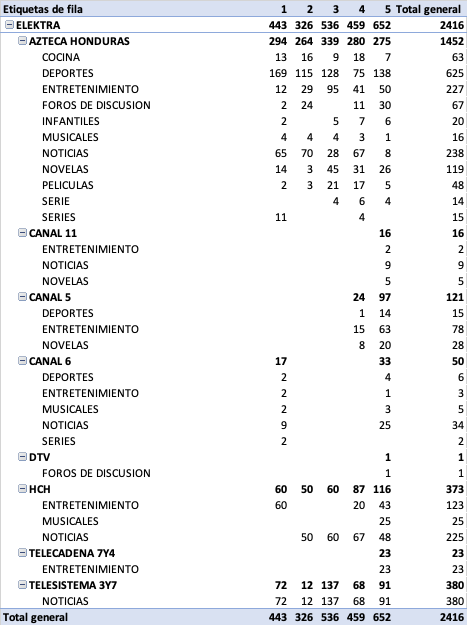 Etiquetas de fila 1 2 3 4 5 Total general
ELEKTRA 443 326 536 459 652 2416
AZTECA HONDURAS 294 264 339 280 275 1452
COCINA 13 16 9 18 7 63
DEPORTES 169 115 128 75 138 625
ENTRETENIMIENTO 12 29 95 41 50 227
FOROS DE DISCUSION 2 24 11 30 67
INFANTILES 2 5 7 6 20
MUSICALES 4 4 4 3 1 16
NOTICIAS 65 70 28 67 8 238
NOVELAS 14 3 45 31 26 119
PELICULAS 2 3 21 17 5 48
SERIE 4 6 4 14
SERIES 11 4 15
CANAL 11 16 16
ENTRETENIMIENTO 2 2
NOTICIAS 9 9
NOVELAS 5 5
CANAL 5 24 97 121
DEPORTES 1 14 15
ENTRETENIMIENTO 15 63 78
NOVELAS 8 20 28
CANAL 6 17 33 50
DEPORTES 2 4 6
ENTRETENIMIENTO 2 1 3
MUSICALES 2 3 5
NOTICIAS 9 25 34
SERIES 2 2
DTV 1 1
FOROS DE DISCUSION 1 1
HCH 60 50 60 87 116 373
ENTRETENIMIENTO 60 20 43 123
MUSICALES 25 25
NOTICIAS 50 60 67 48 225
TELECADENA 7Y4 23 23
ENTRETENIMIENTO 23 23
TELESISTEMA 3Y7 72 12 137 68 91 380
NOTICIAS 72 12 137 68 91 380
Total general 443 326 536 459 652 2416